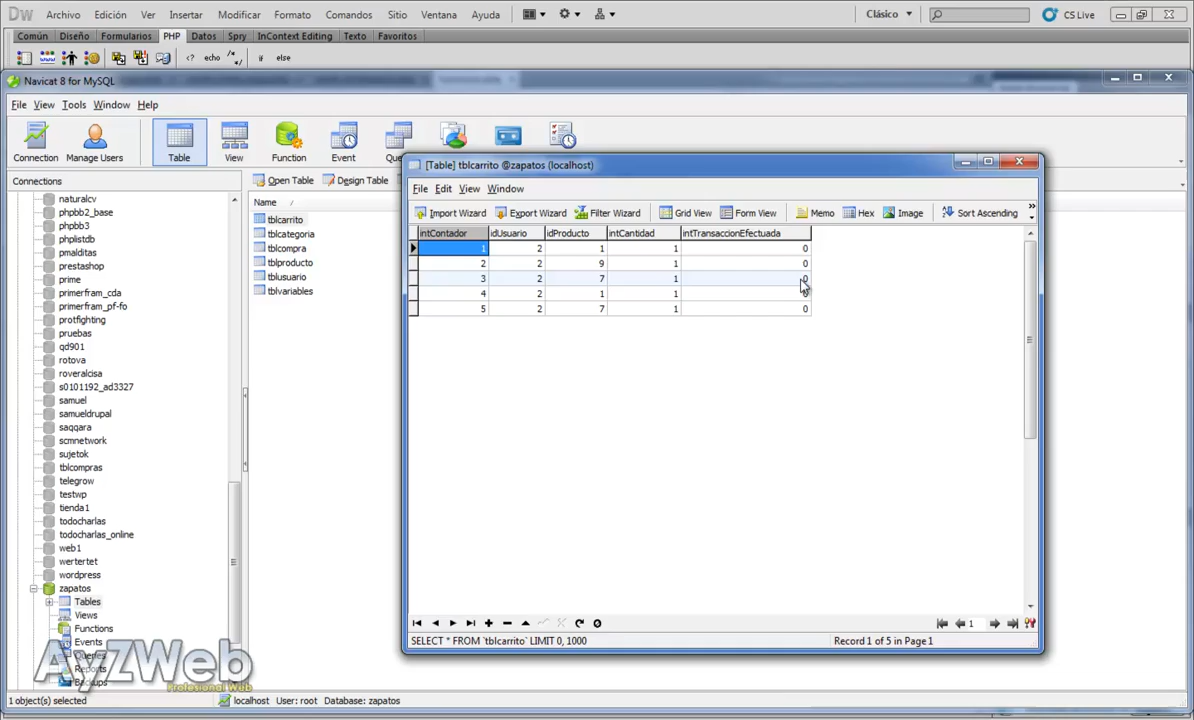 Dw Archivo Edición Ver Insertar Modificar Formato Comandos Sitio Ventana Ayuda Clásico CS Live
Común Diseño Formularios PHP Datos Spry InContext Editing Texto Favoritos
<? echo /*/ if else
Navicat 8 for MySQL
File View Tools Window Help
Connection Manage Users Table View Function Event
Connections
Open Table Design Table
Name
naturalcv
phpbb2_base
phpbb3
phplistdb
pmalditas
prestashop
prime
primerfram_cda
primerfram_pf-fo
protfighting
pruebas
qd901
rotova
roveralcisa
s0101192_ad3327
samuel
samueldrupal
saqqara
scmnetwork
sujetok
tblcompras
telegrow
testwp
tienda1
todocharlas
todocharlas_online
web1
wertertet
wordpress
zapatos
Tables
Views
Functions
Events
Queries
Reports
Backups
tblcarrito
tblcategoria
tblcompra
tblproducto
tblusuario
tblvariables
[Table] tblcarrito @zapatos (localhost)
File Edit View Window
Import Wizard Export Wizard Filter Wizard Grid View Form View Memo Hex Image Sort Ascending
intContador idUsuario idProducto intCantidad intTransaccionEfectuada
1 2 1 1 0
2 2 9 1 0
3 2 7 1 0
4 2 1 1 0
5 2 7 1 0
1
SELECT * FROM `tblcarrito` LIMIT 0, 1000 Record 1 of 5 in Page 1
AyZWeb
Profesional Web
1 object(s) selected localhost User: root Database: zapatos